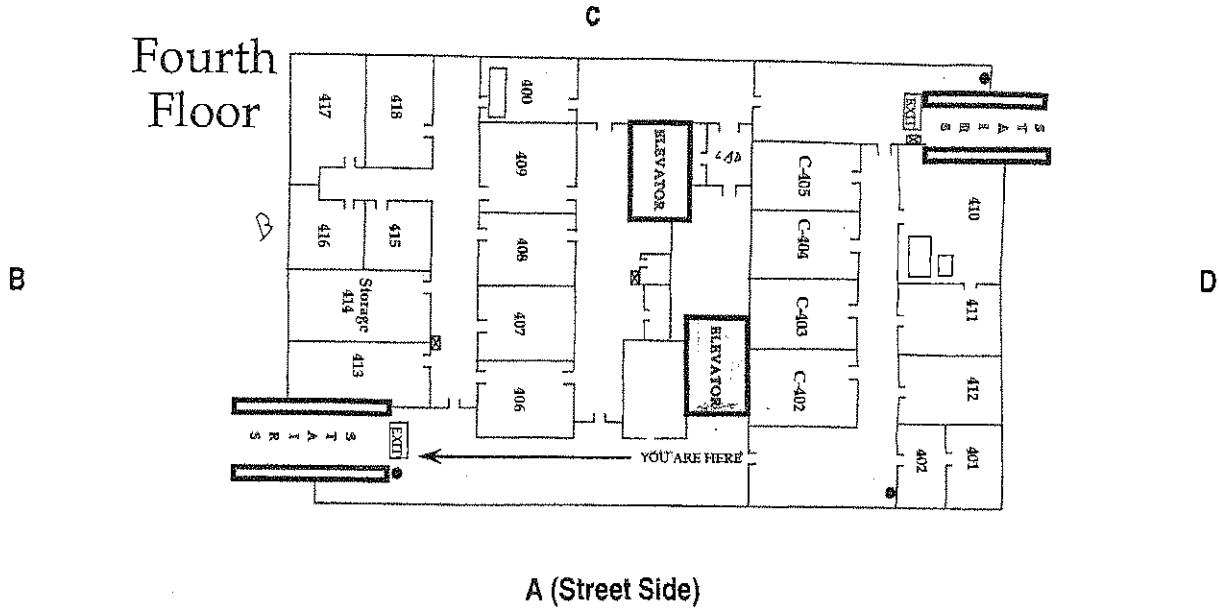 C
Fourth
Floor
417
418
400
ELEVATOR
EXIT
STAIRS
409
C-405
410
416
415
408
C-404
B
B
D
Storage
414
407
ELEVATOR
C-403
411
413
406
C-402
412
STAIRS
EXIT
YOU ARE HERE
402
401
A (Street Side)